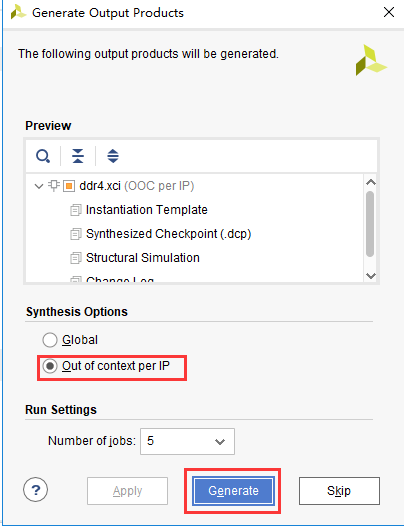 Generate Output Products
The following output products will be generated.
Preview
ddr4.xci (OOC per IP)
Instantiation Template
Synthesized Checkpoint (.dcp)
Structural Simulation
Change Log
Synthesis Options
Global
Out of context per IP
Run Settings
Number of jobs: 5
? Apply Generate Skip